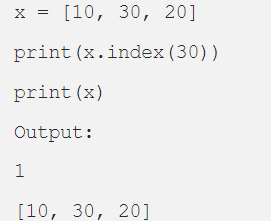 x = [10, 30, 20]
print(x.index(30))
print(x)
Output:
1
[10, 30, 20]